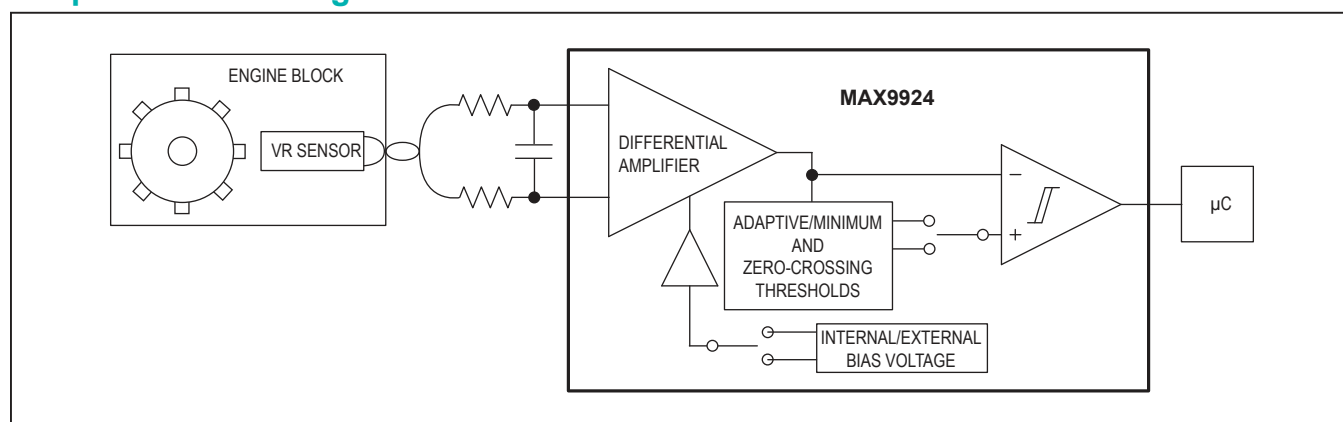 ENGINE BLOCK
VR SENSOR
MAX9924
DIFFERENTIAL
AMPLIFIER
ADAPTIVE/MINIMUM
AND
ZERO-CROSSING
THRESHOLDS
−
+
µC
INTERNAL/EXTERNAL
BIAS VOLTAGE